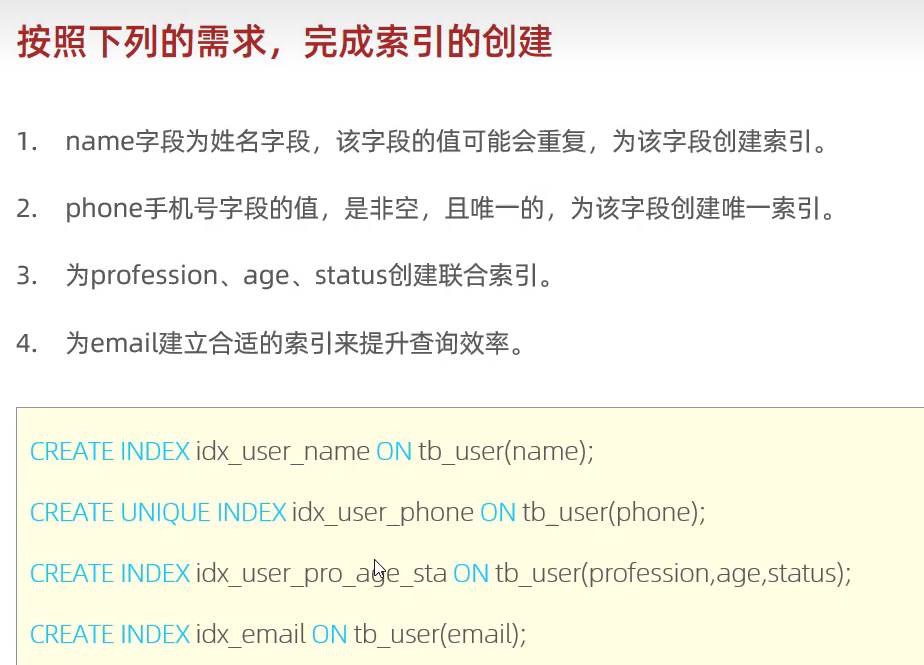 按照下列的需求，完成索引的创建
1. name字段为姓名字段，该字段的值可能会重复，为该字段创建索引。
2. phone手机号字段的值，是非空，且唯一的，为该字段创建唯一索引。
3. 为profession、age、status创建联合索引。
4. 为email建立合适的索引来提升查询效率。
CREATE INDEX idx_user_name ON tb_user(name);
CREATE UNIQUE INDEX idx_user_phone ON tb_user(phone);
CREATE INDEX idx_user_pro_age_sta ON tb_user(profession,age,status);
CREATE INDEX idx_email ON tb_user(email);